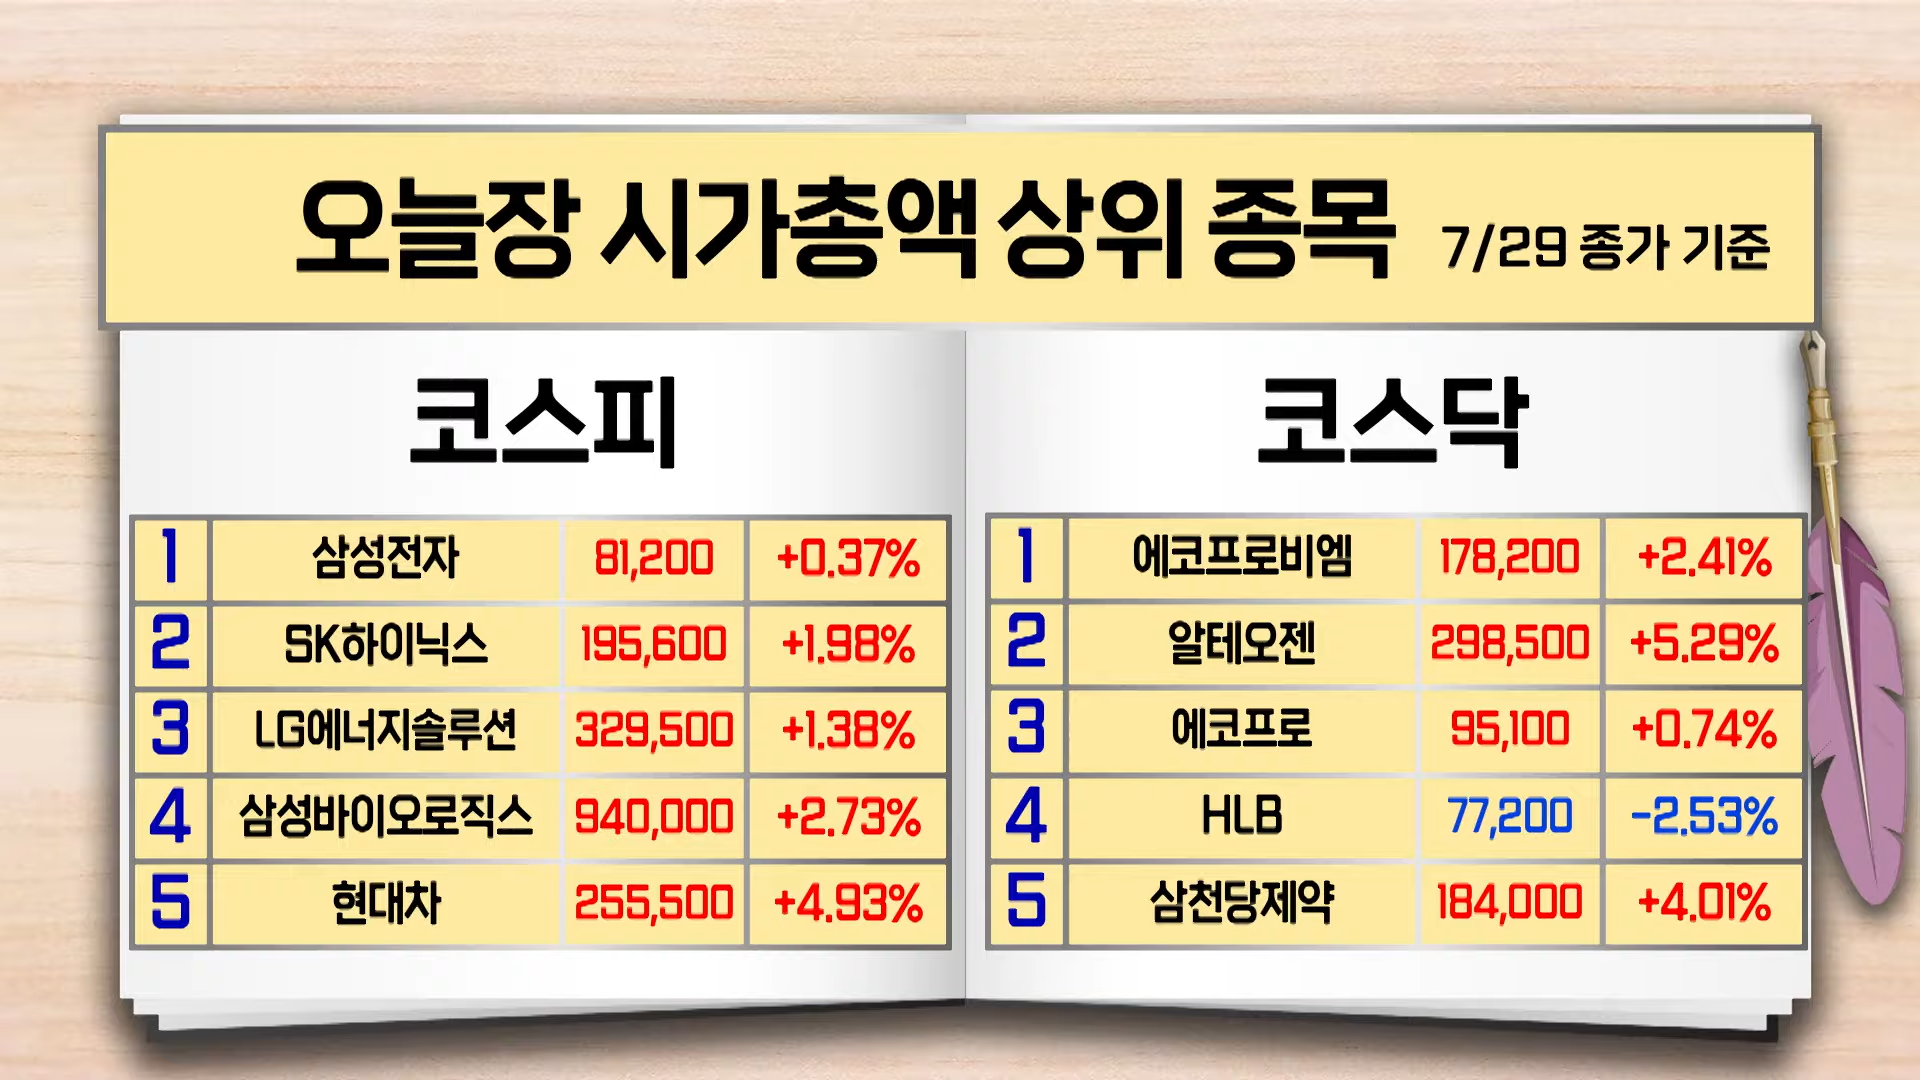 오늘장 시가총액 상위 종목 7/29 종가 기준
코스피
1 삼성전자 81,200 +0.37%
2 SK하이닉스 195,600 +1.98%
3 LG에너지솔루션 329,500 +1.38%
4 삼성바이오로직스 940,000 +2.73%
5 현대차 255,500 +4.93%
코스닥
1 에코프로비엠 178,200 +2.41%
2 알테오젠 298,500 +5.29%
3 에코프로 95,100 +0.74%
4 HLB 77,200 -2.53%
5 삼천당제약 184,000 +4.01%